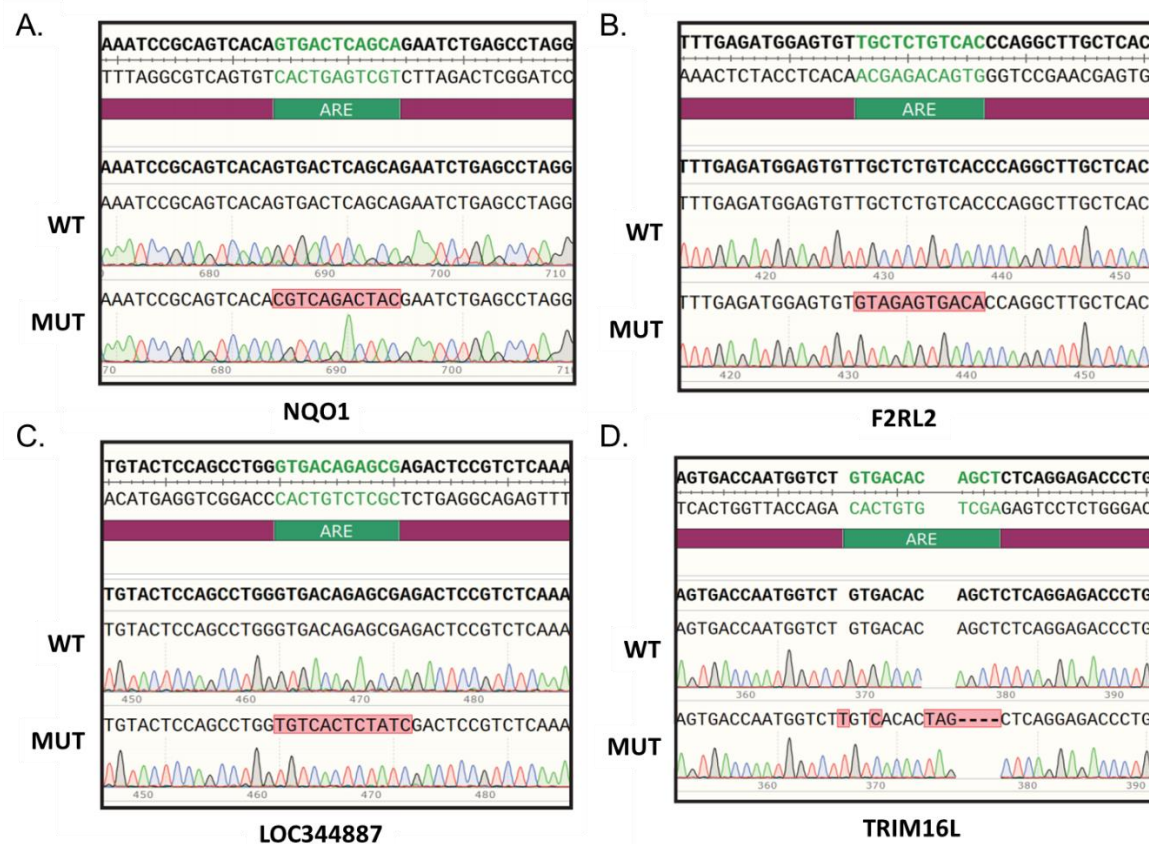 A.
AAATCCGCAGTCACAGTGACTCAGCAGAATCTGAGCCTAGG
TTTAGGCGTCAGTGTCACTGAGTCGTCTTAGACTCGGATCC
ARE
AAATCCGCAGTCACAGTGACTCAGCAGAATCTGAGCCTAGG
WT
AAATCCGCAGTCACAGTGACTCAGCAGAATCTGAGCCTAGG
680 690 700 710
MUT
AAATCCGCAGTCACACGTCAGACTACGAATCTGAGCCTAGG
70 680 690 700 710
NQO1
B.
TTTGAGATGGAGTGTTGCTCTGTCACCCAGGCTTGCTCAC
AAACTCTACCTCACAACGAGACAGTGGGTCCGAACGAGTG
ARE
TTTGAGATGGAGTGTTGCTCTGTCACCCAGGCTTGCTCAC
WT
TTTGAGATGGAGTGTTGCTCTGTCACCCAGGCTTGCTCAC
420 430 440 450
MUT
TTTGAGATGGAGTGTGTAGAGTGACACCAGGCTTGCTCAC
420 430 440 450
F2RL2
C.
TGTACTCCAGCCTGGGTGACAGAGCGAGACTCCGTCTCAAA
ACATGAGGTCGGACCCACTGTCTCGCTCTGAGGCAGAGTTT
ARE
TGTACTCCAGCCTGGGTGACAGAGCGAGACTCCGTCTCAAA
WT
TGTACTCCAGCCTGGGTGACAGAGCGAGACTCCGTCTCAAA
450 460 470 480
MUT
TGTACTCCAGCCTGGTGTCACTCTATCGACTCCGTCTCAAA
450 460 470 480
LOC344887
D.
AGTGACCAATGGTCT GTGACAC AGCTCTCAGGAGACCCTG
TCACTGGTTACCAGA CACTGTG TCGAGAGTCCTCTGGGAC
ARE
AGTGACCAATGGTCT GTGACAC AGCTCTCAGGAGACCCTG
WT
AGTGACCAATGGTCT GTGACAC AGCTCTCAGGAGACCCTG
360 370 380 390
MUT
AGTGACCAATGGTCTTGTCACACTAG----CTCAGGAGACCCTG
360 370 380 390
TRIM16L